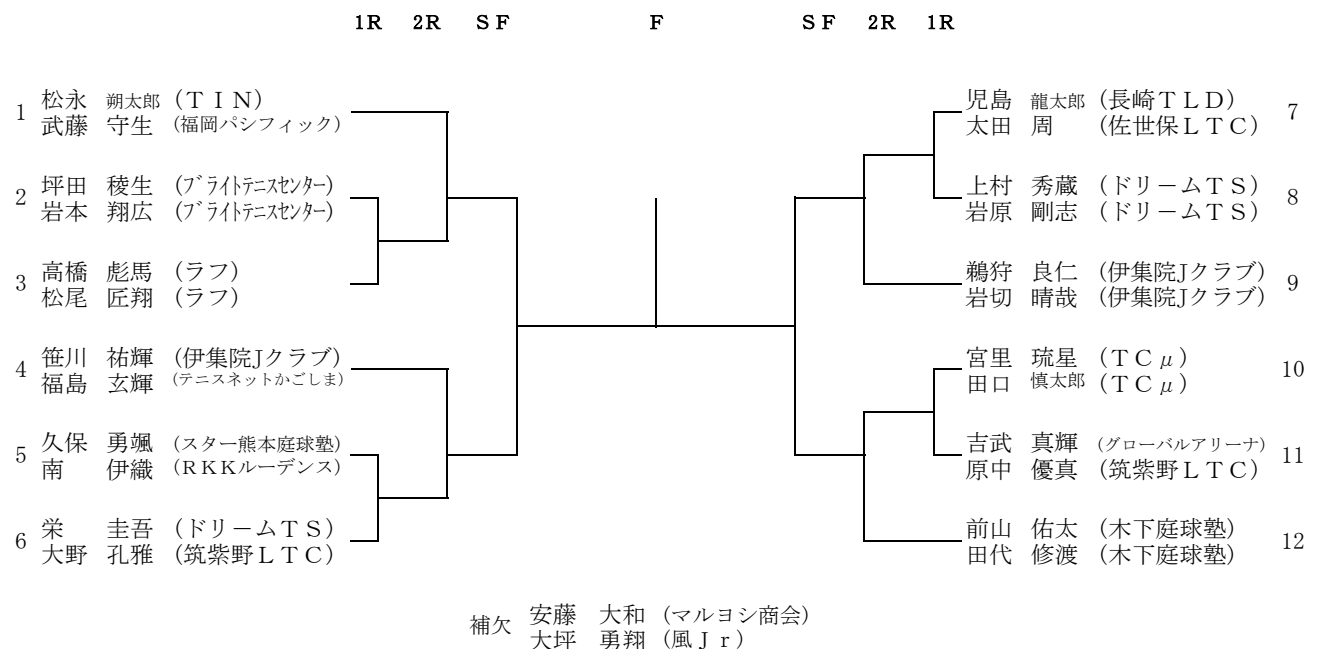 1R 2R SF F SF 2R 1R
1 松永 朔太郎 (TIN)
武藤 守生 (福岡パシフィック)
2 坪田 稜生 (ブライトテニスセンター)
岩本 翔広 (ブライトテニスセンター)
3 高橋 彪馬 (ラフ)
松尾 匠翔 (ラフ)
4 笹川 祐輝 (伊集院Jクラブ)
福島 玄輝 (テニスネットかごしま)
5 久保 勇颯 (スター熊本庭球塾)
南 伊織 (RKKルーデンス)
6 栄 圭吾 (ドリームTS)
大野 孔雅 (筑紫野LTC)
児島 龍太郎 (長崎TLD) 7
太田 周 (佐世保LTC)
上村 秀蔵 (ドリームTS) 8
岩原 剛志 (ドリームTS)
鵜狩 良仁 (伊集院Jクラブ) 9
岩切 晴哉 (伊集院Jクラブ)
宮里 琉星 (TCμ) 10
田口 慎太郎 (TCμ)
吉武 真輝 (グローバルアリーナ) 11
原中 優真 (筑紫野LTC)
前山 佑太 (木下庭球塾) 12
田代 修渡 (木下庭球塾)
補欠 安藤 大和 (マルヨシ商会)
大坪 勇翔 (風Jr)